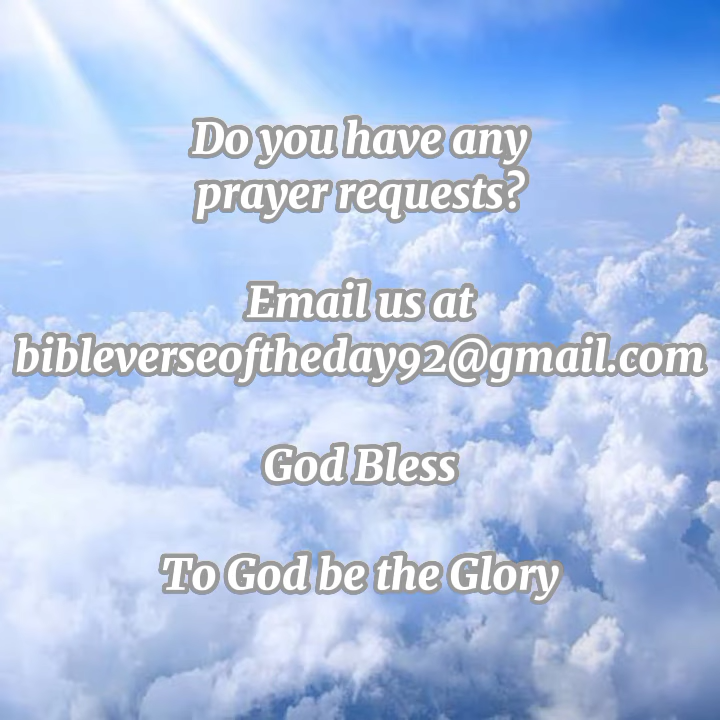 Do you have any
prayer requests?
Email us at
bibleverseoftheday92@gmail.com
God Bless
To God be the Glory